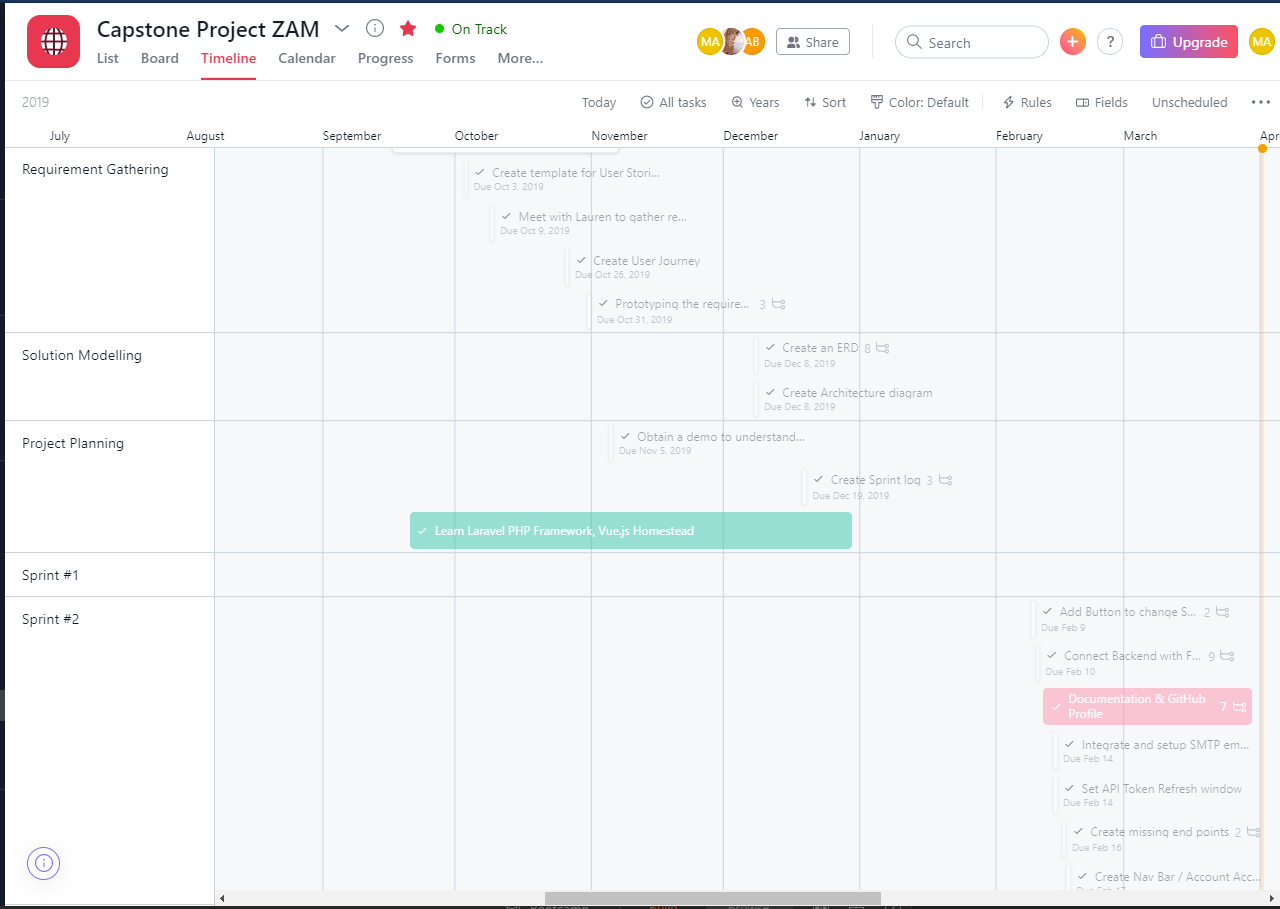 Capstone Project ZAM
On Track
List Board Timeline Calendar Progress Forms More...
MA AB Share
Search
?
Upgrade
MA
2019
Today All tasks Years Sort Color: Default Rules Fields Unscheduled
July August September October November December January February March Apr
Requirement Gathering
Create template for User Stori...
Due Oct 3, 2019
Meet with Lauren to gather re...
Due Oct 9, 2019
Create User Journey
Due Oct 26, 2019
Prototyping the require... 3
Due Oct 31, 2019
Solution Modelling
Create an ERD 8
Due Dec 8, 2019
Create Architecture diagram
Due Dec 8, 2019
Project Planning
Obtain a demo to understand...
Due Nov 5, 2019
Create Sprint log 3
Due Dec 19, 2019
Learn Laravel PHP Framework, Vue.js Homestead
Sprint #1
Sprint #2
Add Button to change S... 2
Due Feb 9
Connect Backend with F... 9
Due Feb 10
Documentation & GitHub
Profile 7
Integrate and setup SMTP em...
Due Feb 14
Set API Token Refresh window
Due Feb 14
Create missing end points 2
Due Feb 16
Create Nav Bar / Account Acc...
Due Feb 17